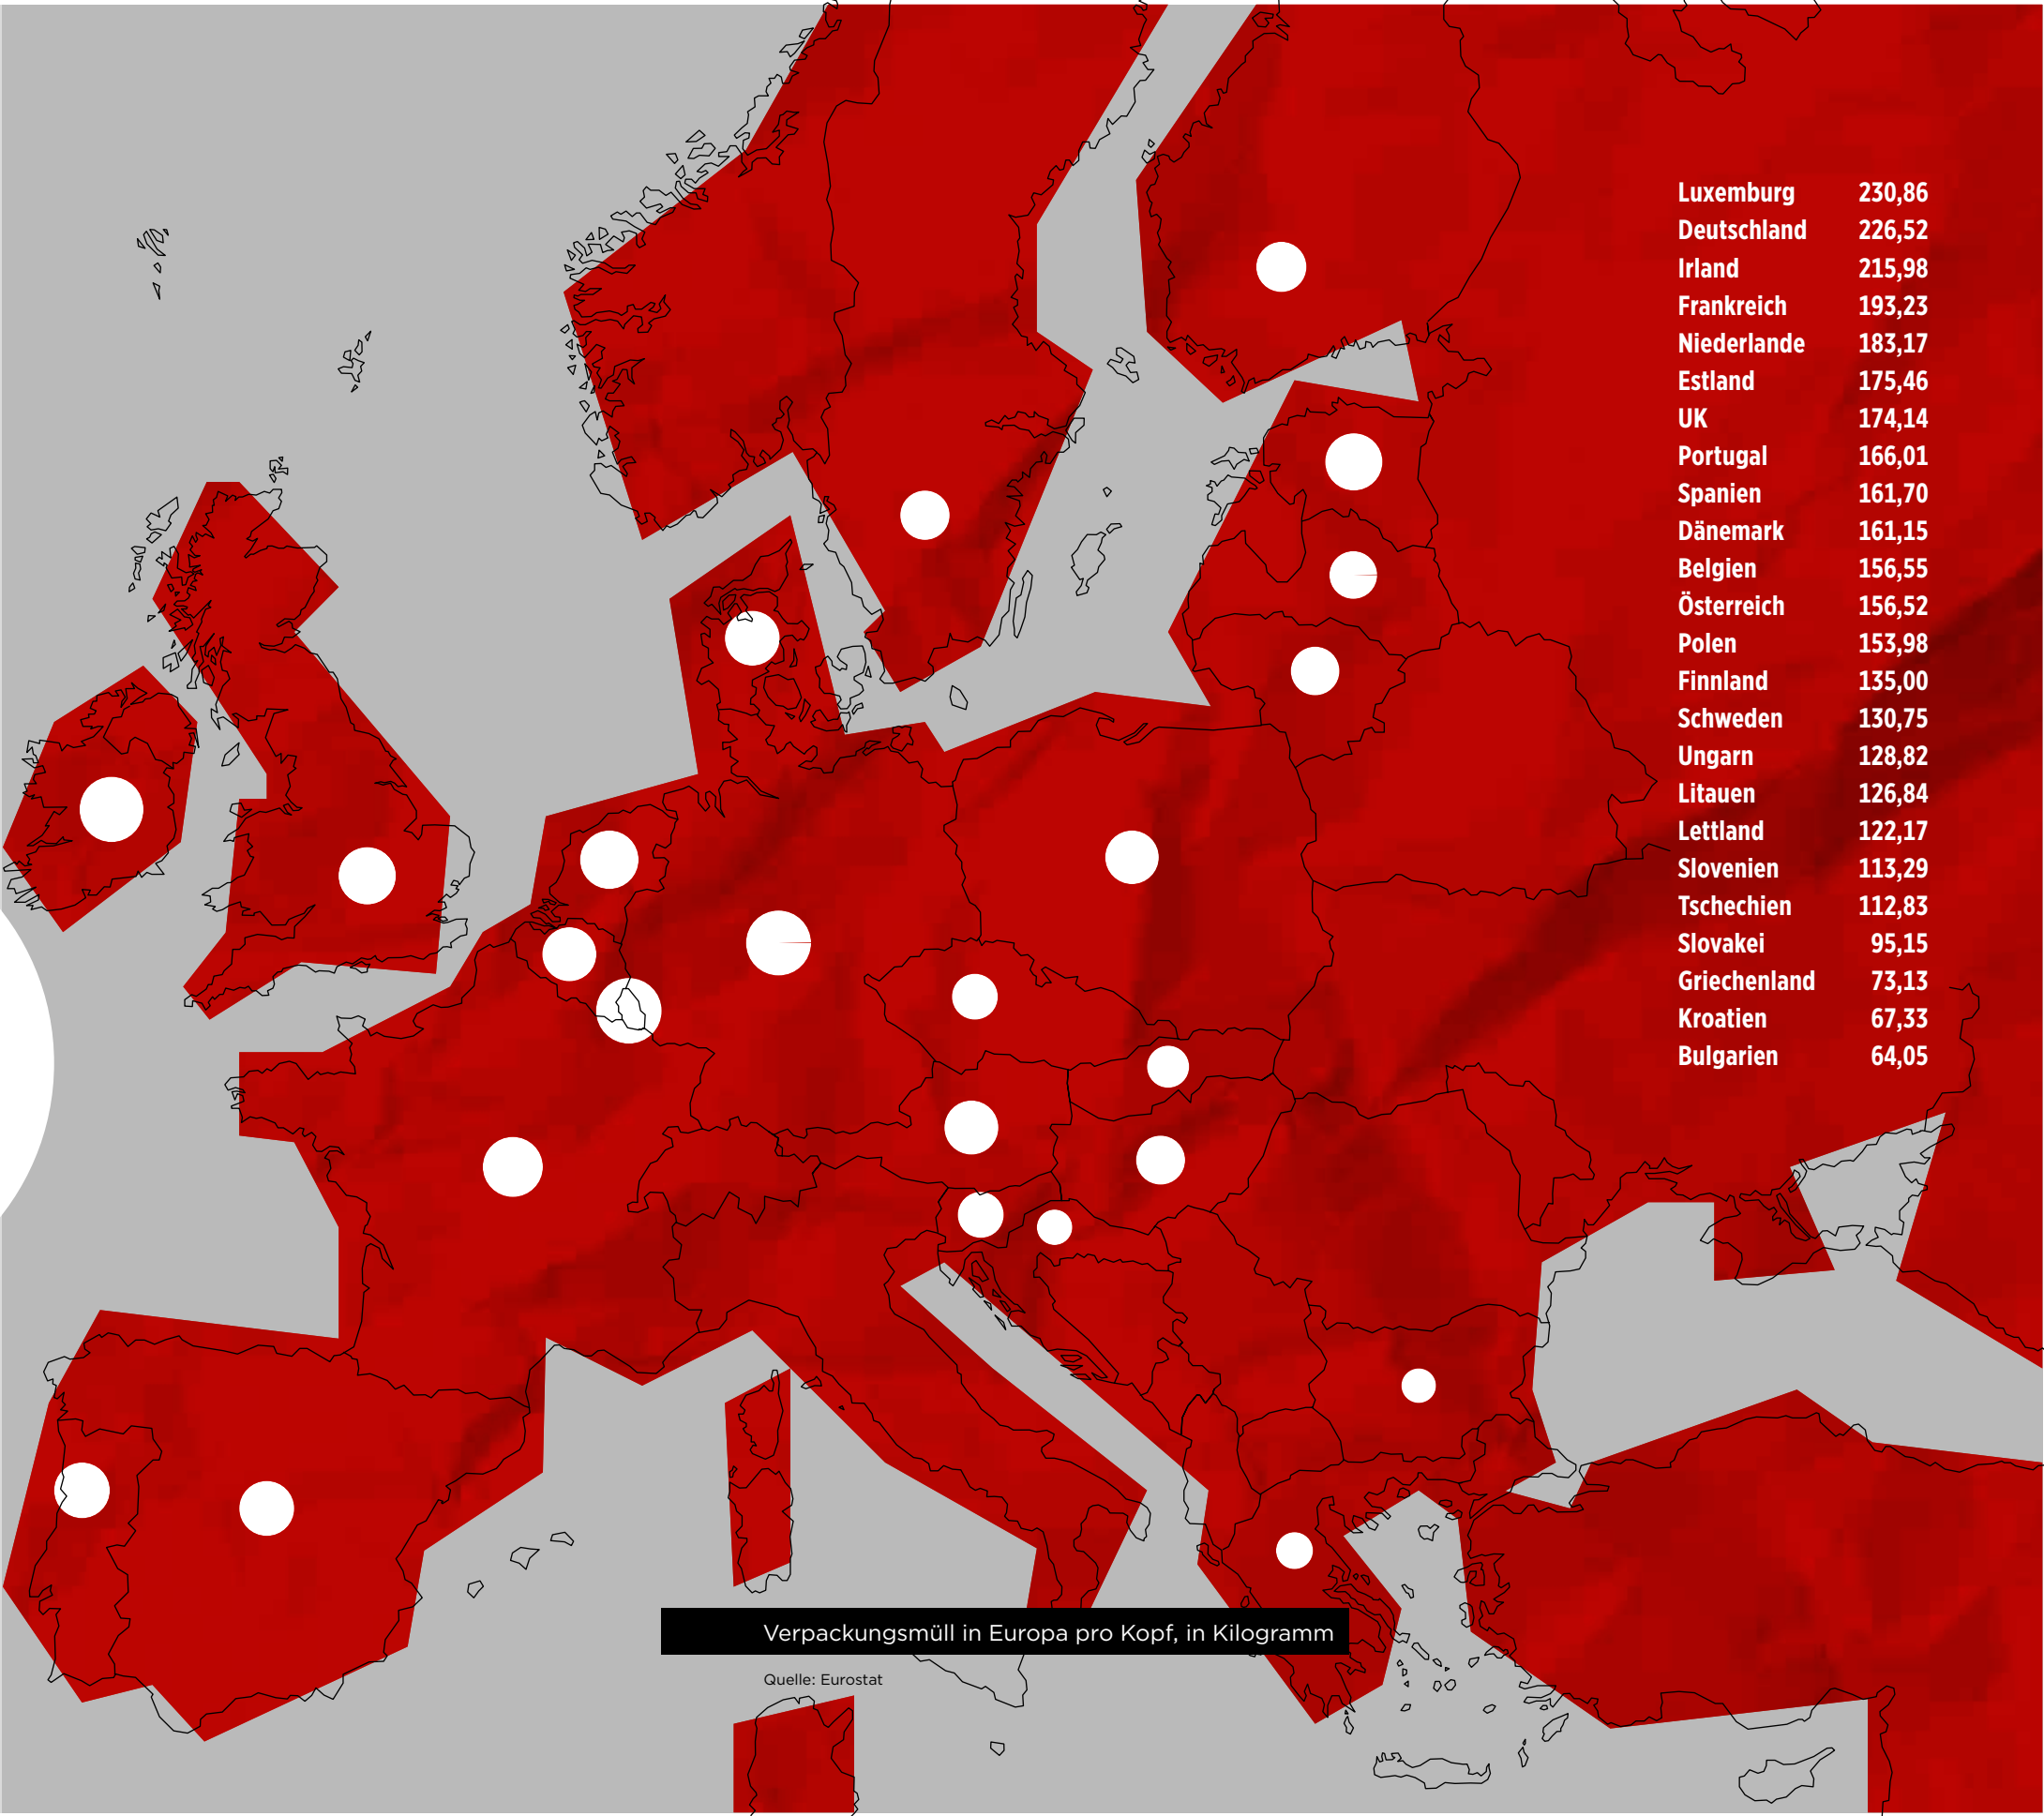 Luxemburg 230,86
Deutschland 226,52
Irland 215,98
Frankreich 193,23
Niederlande 183,17
Estland 175,46
UK 174,14
Portugal 166,01
Spanien 161,70
Dänemark 161,15
Belgien 156,55
Österreich 156,52
Polen 153,98
Finnland 135,00
Schweden 130,75
Ungarn 128,82
Litauen 126,84
Lettland 122,17
Slovenien 113,29
Tschechien 112,83
Slovakei 95,15
Griechenland 73,13
Kroatien 67,33
Bulgarien 64,05
Verpackungsmüll in Europa pro Kopf, in Kilogramm
Quelle: Eurostat